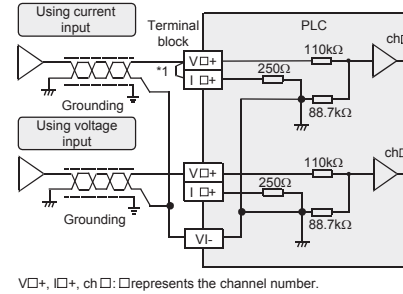 Using current
input
Terminal
block
PLC
110kΩ
ch□
V□+
*1
I □+
250Ω
88.7kΩ
Grounding
Using voltage
input
110kΩ
ch□
V□+
I □+
250Ω
88.7kΩ
Grounding
VI-
V□+, I□+, ch □: □represents the channel number.